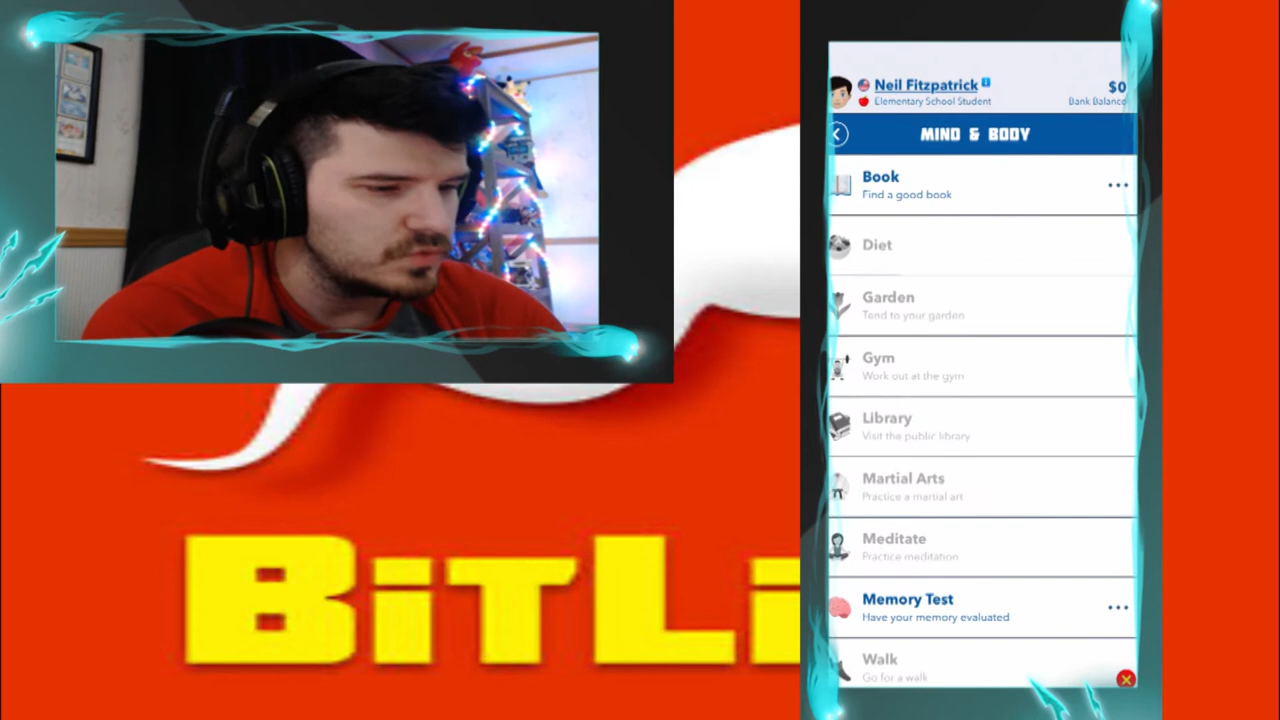 Neil Fitzpatrick
Elementary School Student
$0
Bank Balance
MIND & BODY
Book
Find a good book
Diet
Garden
Tend to your garden
Gym
Work out at the gym
Library
Visit the public library
Martial Arts
Practice a martial art
Meditate
Practice meditation
Memory Test
Have your memory evaluated
Walk
Go for a walk
BiTLi